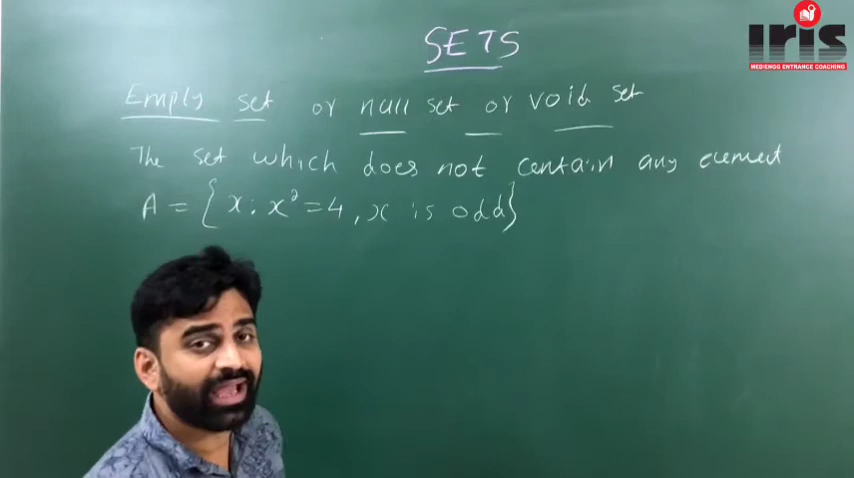 SETS
iris
MEDIENGG ENTRANCE COACHING
Empty set or null set or void set
The set which does not contain any element
A = {x : x² = 4, x is odd}